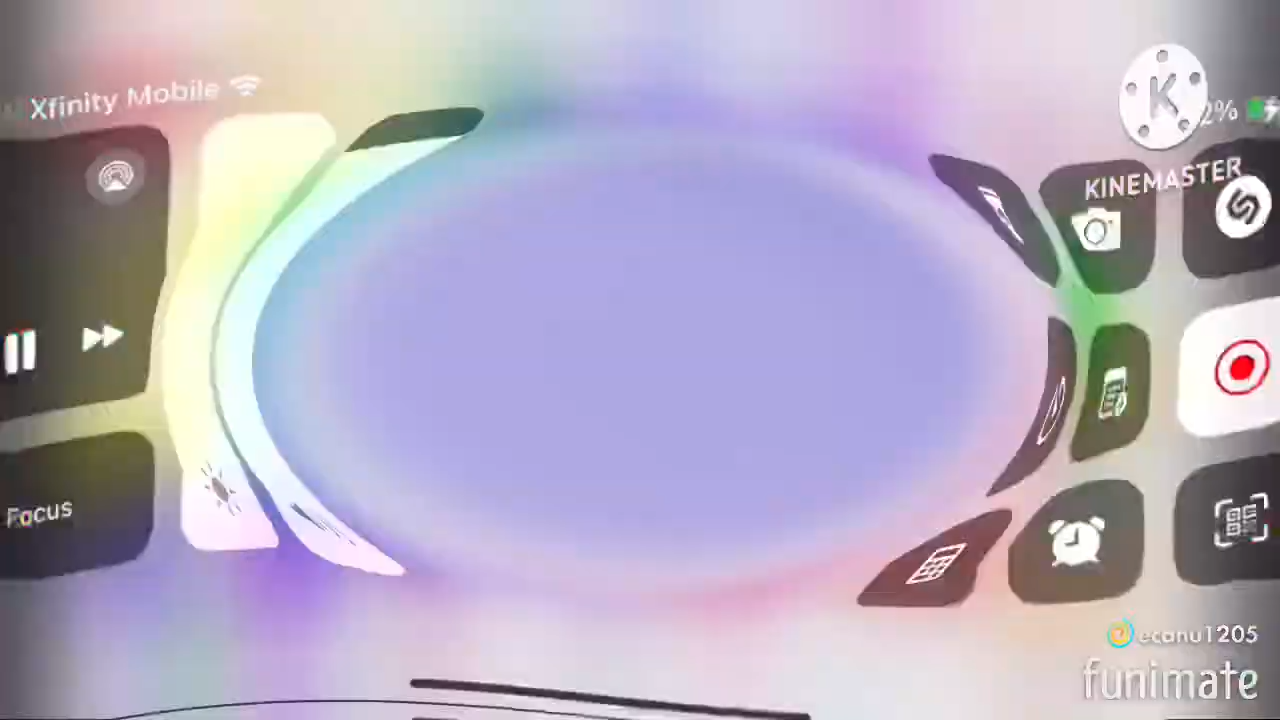 Xfinity Mobile
2%
KINEMASTER
Focus
ecanu1205
funimate